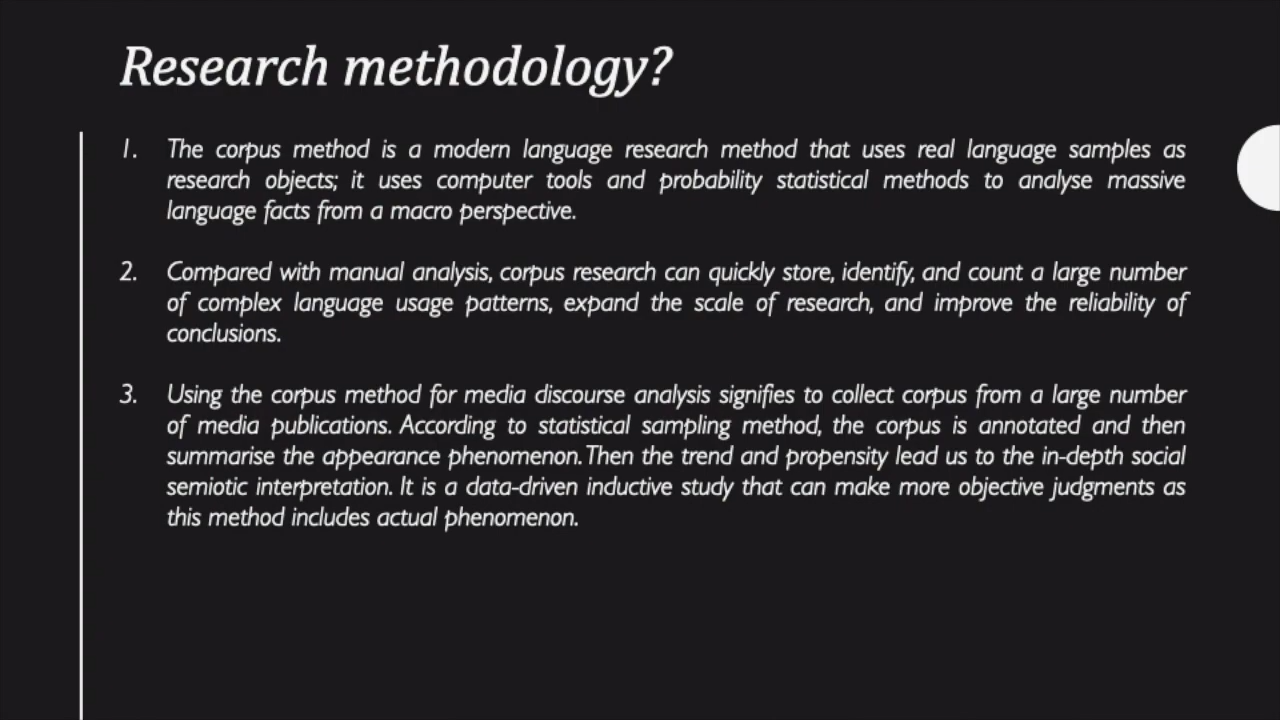 Research methodology?
1. The corpus method is a modern language research method that uses real language samples as
research objects; it uses computer tools and probability statistical methods to analyse massive
language facts from a macro perspective.
2. Compared with manual analysis, corpus research can quickly store, identify, and count a large number
of complex language usage patterns, expand the scale of research, and improve the reliability of
conclusions.
3. Using the corpus method for media discourse analysis signifies to collect corpus from a large number
of media publications. According to statistical sampling method, the corpus is annotated and then
summarise the appearance phenomenon. Then the trend and propensity lead us to the in-depth social
semiotic interpretation. It is a data-driven inductive study that can make more objective judgments as
this method includes actual phenomenon.